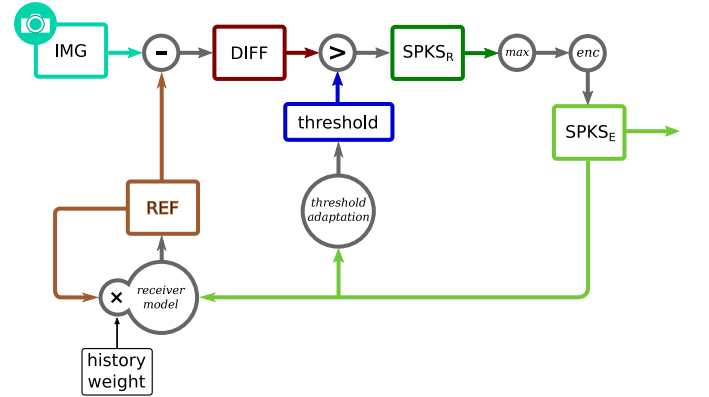 IMG
-
DIFF
>
SPKS_R
max
enc
SPKS_E
threshold
threshold
adaptation
REF
×
receiver
model
history
weight